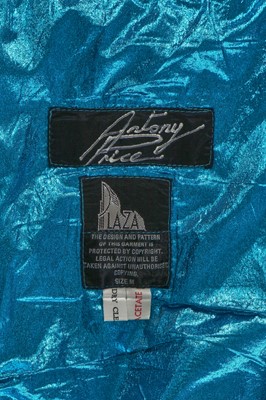 Antony
Price
PLAZA
THE DESIGN AND PATTERN
OF THIS GARMENT IS
PROTECTED BY COPYRIGHT.
LEGAL ACTION WILL BE
TAKEN AGAINST UNAUTHORISED
COPYING.
SIZE M
ACETATE